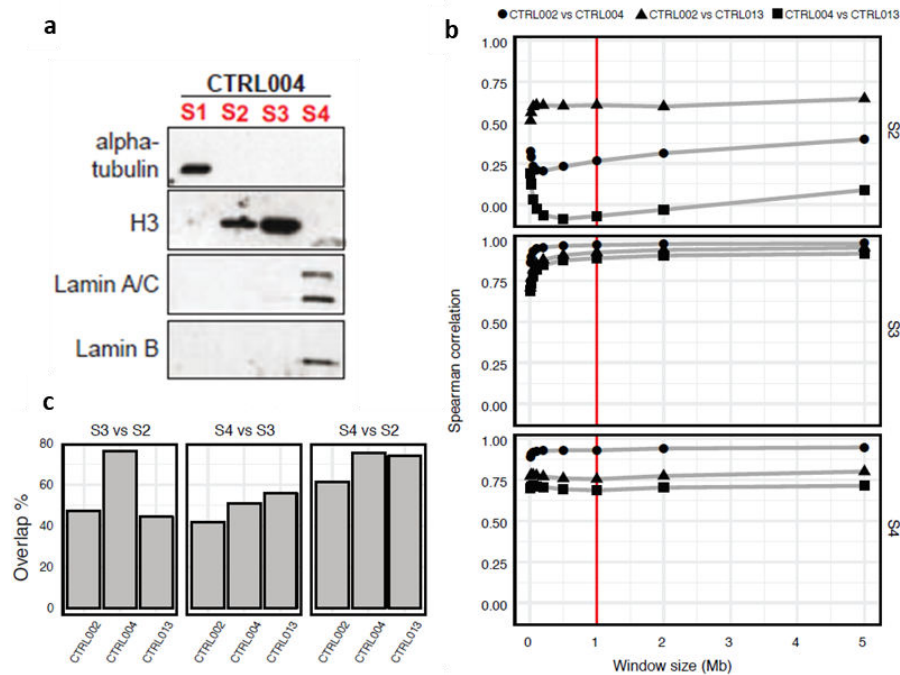 a
CTRL004
S1 S2 S3 S4
alpha-
tubulin
H3
Lamin A/C
Lamin B
b
CTRL002 vs CTRL004 CTRL002 vs CTRL013 CTRL004 vs CTRL013
1.00
0.75
0.50
0.25
0.00
S2
1.00
0.75
0.50
0.25
0.00
S3
1.00
0.75
0.50
0.25
0.00
S4
Spearman correlation
0 1 2 3 4 5
Window size (Mb)
c
S3 vs S2 S4 vs S3 S4 vs S2
80
60
40
20
0
Overlap %
CTRL002 CTRL004 CTRL013 CTRL002 CTRL004 CTRL013 CTRL002 CTRL004 CTRL013